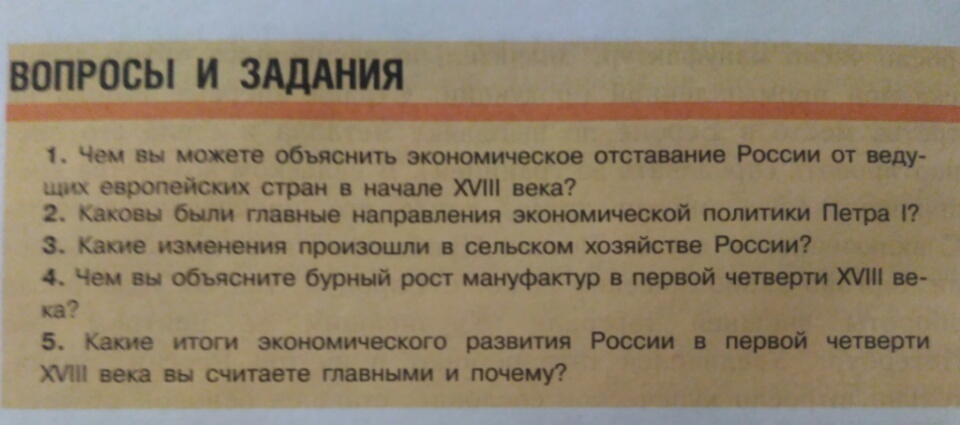 ВОПРОСЫ И ЗАДАНИЯ
1. Чем вы можете объяснить экономическое отставание России от веду-
щих европейских стран в начале XVIII века?
2. Каковы были главные направления экономической политики Петра I?
3. Какие изменения произошли в сельском хозяйстве России?
4. Чем вы объясните бурный рост мануфактур в первой четверти XVIII ве-
ка?
5. Какие итоги экономического развития России в первой четверти
XVIII века вы считаете главными и почему?